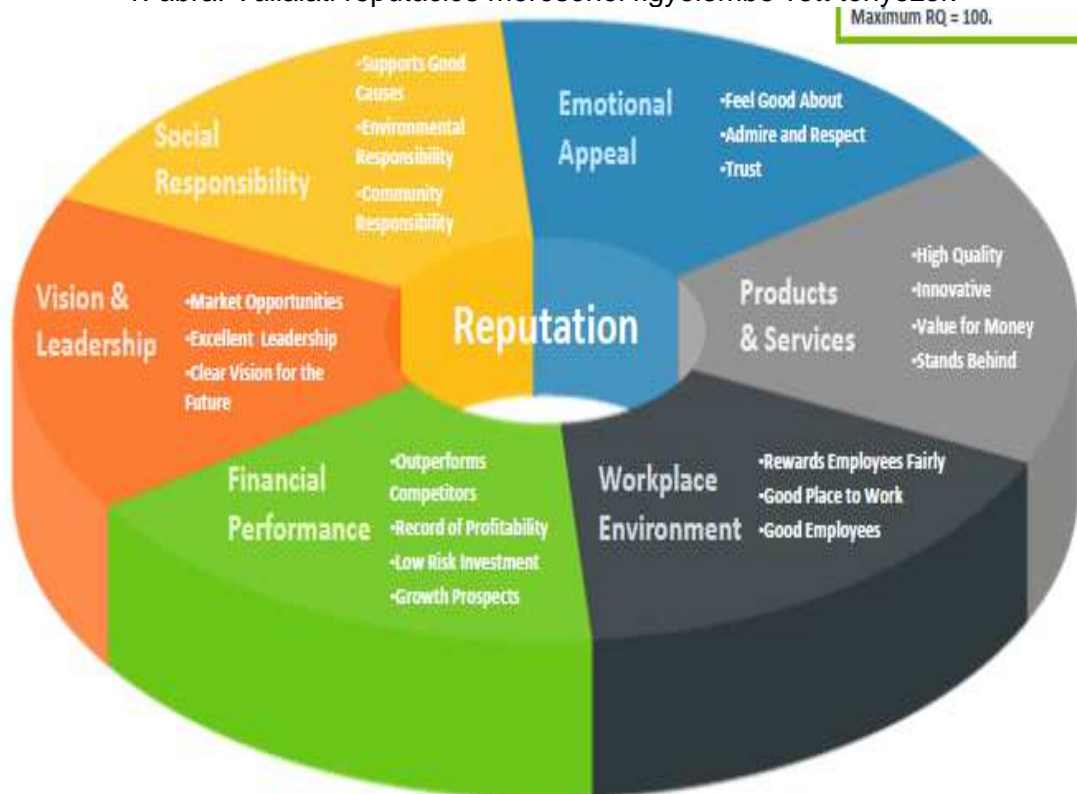 Maximum RQ = 100.
•Supports Good
Causes
•Environmental
Responsibility
•Community
Responsibility
Social
Responsibility
Emotional
Appeal
•Feel Good About
•Admire and Respect
•Trust
Products
& Services
•High Quality
•Innovative
•Value for Money
•Stands Behind
Vision &
Leadership
•Market Opportunities
•Excellent Leadership
•Clear Vision for the
Future
Reputation
Financial
Performance
•Outperforms
Competitors
•Record of Profitability
•Low Risk Investment
•Growth Prospects
Workplace
Environment
•Rewards Employees Fairly
•Good Place to Work
•Good Employees